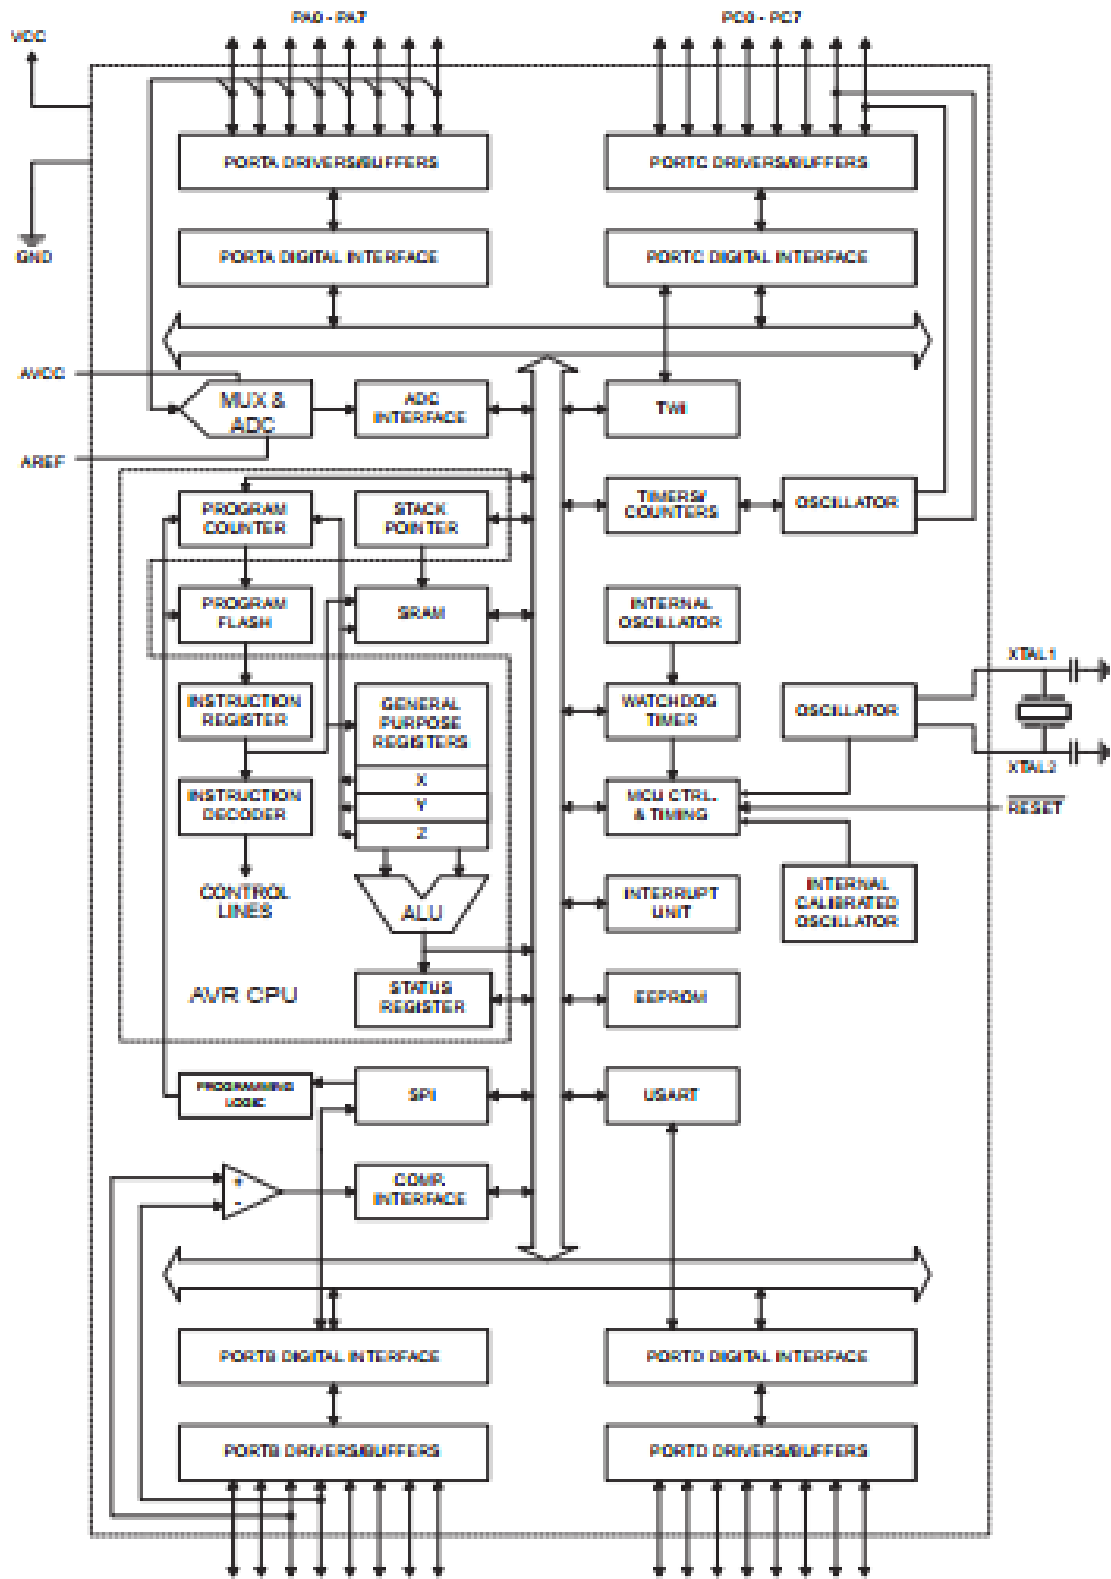 PA0 - PA7
PC0 - PC7
VCC
PORTA DRIVERS/BUFFERS
PORTC DRIVERS/BUFFERS
GND
PORTA DIGITAL INTERFACE
PORTC DIGITAL INTERFACE
AVCC
MUX &
ADC
ADC
INTERFACE
TWI
AREF
PROGRAM
COUNTER
STACK
POINTER
TIMERS/
COUNTERS
OSCILLATOR
PROGRAM
FLASH
SRAM
INTERNAL
OSCILLATOR
XTAL1
INSTRUCTION
REGISTER
GENERAL
PURPOSE
REGISTERS
WATCHDOG
TIMER
OSCILLATOR
XTAL2
X
INSTRUCTION
DECODER
Y
Z
MCU CTRL.
& TIMING
RESET
CONTROL
LINES
ALU
INTERRUPT
UNIT
INTERNAL
CALIBRATED
OSCILLATOR
AVR CPU
STATUS
REGISTER
EEPROM
PROGRAMMING
LOGIC
SPI
USART
+
-
COMP.
INTERFACE
PORTB DIGITAL INTERFACE
PORTD DIGITAL INTERFACE
PORTB DRIVERS/BUFFERS
PORTD DRIVERS/BUFFERS